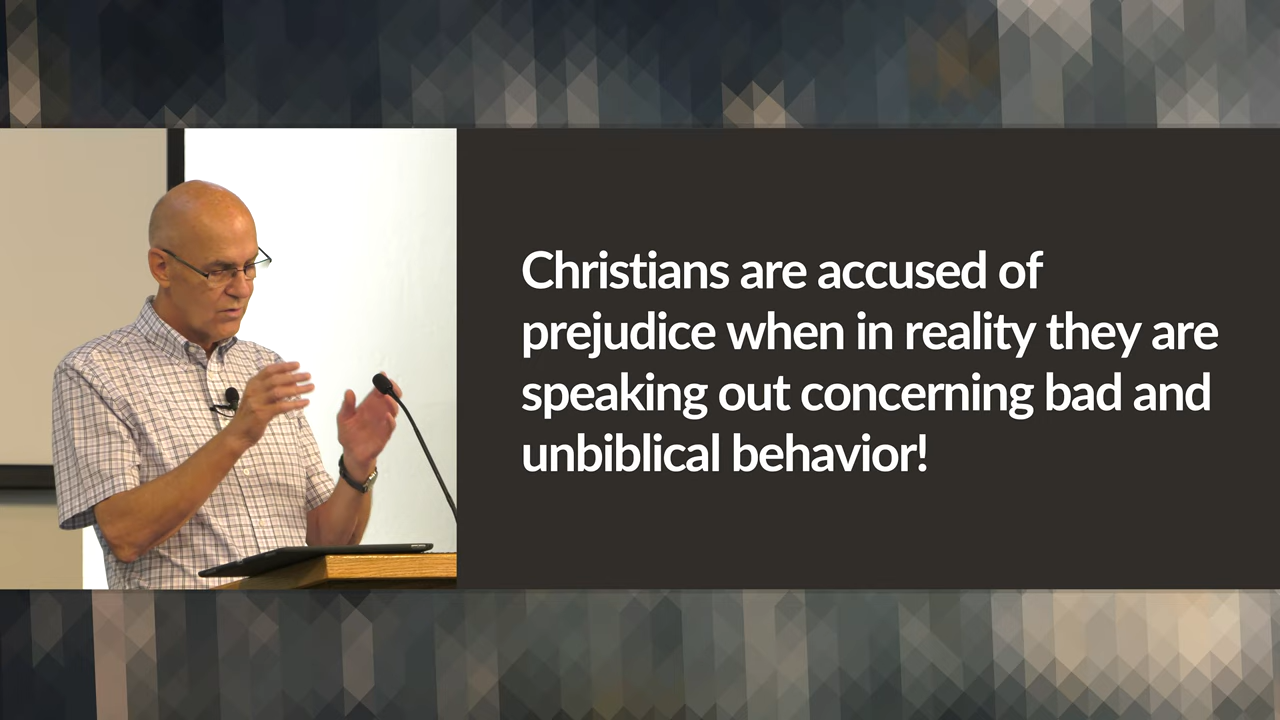 Christians are accused of
prejudice when in reality they are
speaking out concerning bad and
unbiblical behavior!